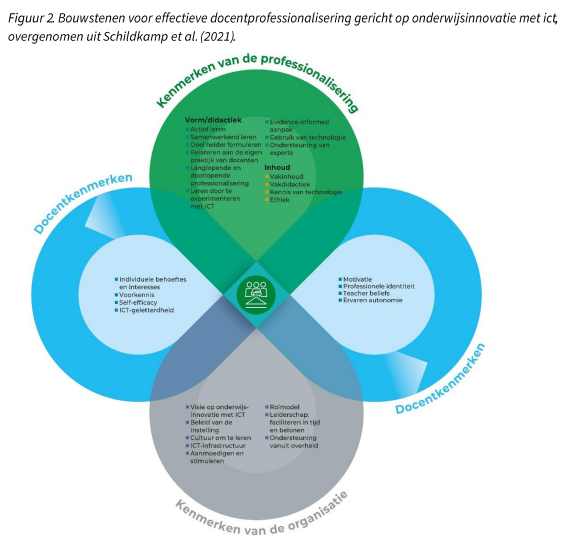 Figuur 2. Bouwstenen voor effectieve docentprofessionalisering gericht op onderwijsinnovatie met ict,
overgenomen uit Schildkamp et al. (2021).
Kenmerken van de professionalisering
Vorm/didactiek
Actief leren
Samenwerkend leren
Doel helder formuleren
Relateren aan de eigen
praktijk van docenten
Langlopende en
doorlopende
professionalisering
Leren door te
experimenteren
met ICT
Evidence-informed
aanpak
Gebruik van technologie
Ondersteuning van
experts
Inhoud
Vakinhoud
Vakdidactiek
Kennis van technologie
Ethiek
Docentkenmerken
Individuele behoeftes
en interesses
Voorkennis
Self-efficacy
ICT-geletterdheid
Motivatie
Professionele identiteit
Teacher beliefs
Ervaren autonomie
Docentkenmerken
Visie op onderwijs-
innovatie met ICT
Beleid van de
instelling
Cultuur om te leren
ICT-infrastructuur
Aanmoedigen en
stimuleren
Rolmodel
Leiderschap:
faciliteren in tijd
en belonen
Ondersteuning
vanuit overheid
Kenmerken van de organisatie